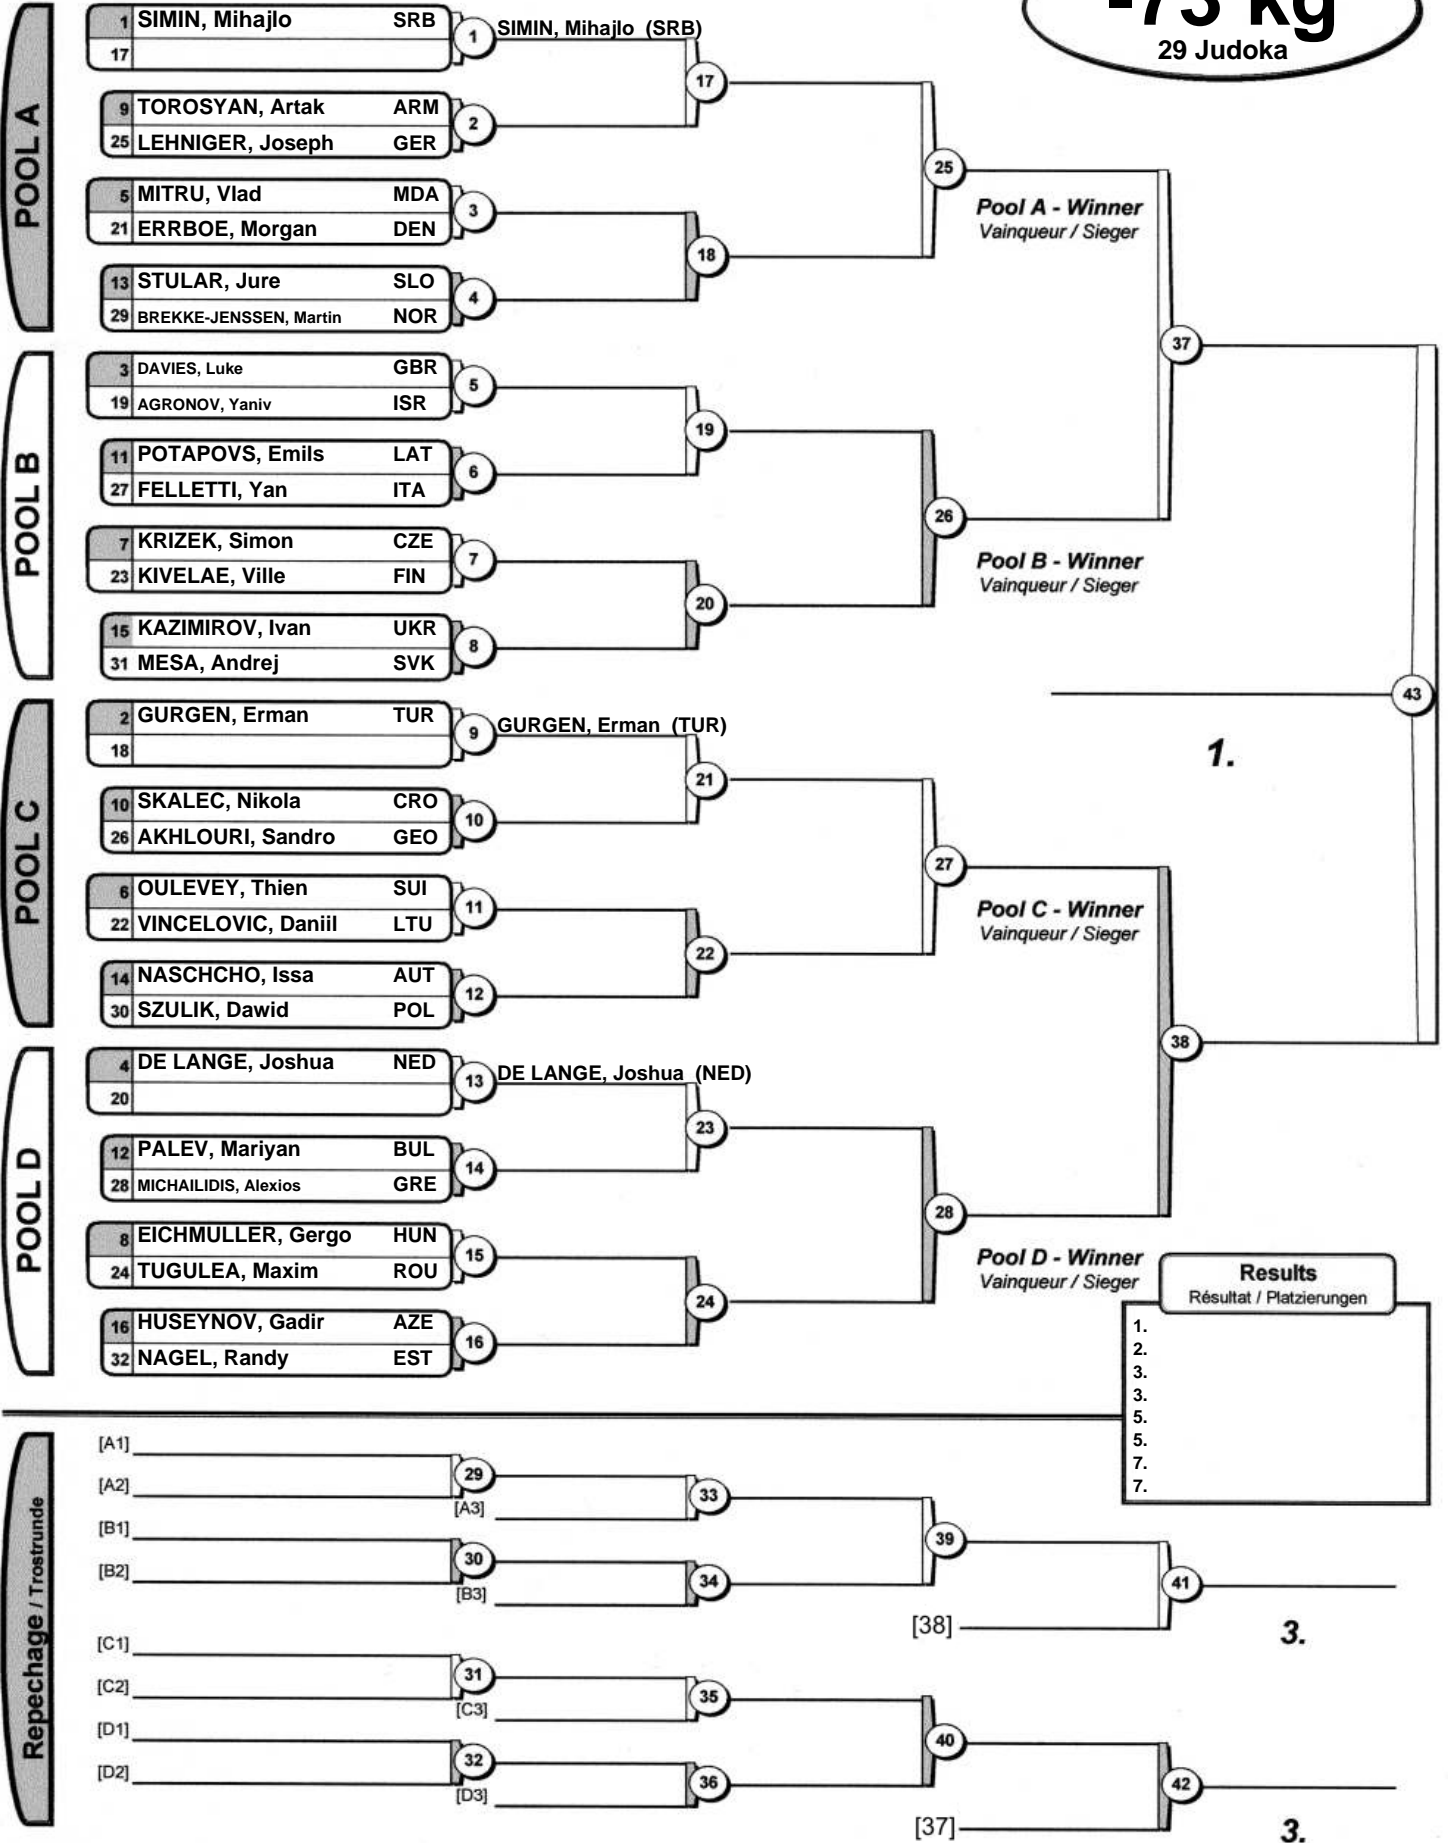 -73 kg
29 Judoka
POOL A
1 SIMIN, Mihajlo SRB
17
1 SIMIN, Mihajlo (SRB)
9 TOROSYAN, Artak ARM
25 LEHNIGER, Joseph GER
2
17
5 MITRU, Vlad MDA
21 ERRBOE, Morgan DEN
3
13 STULAR, Jure SLO
29 BREKKE-JENSSEN, Martin NOR
4
18
25
Pool A - Winner
Vainqueur / Sieger
POOL B
3 DAVIES, Luke GBR
19 AGRONOV, Yaniv ISR
5
11 POTAPOVS, Emils LAT
27 FELLETTI, Yan ITA
6
19
7 KRIZEK, Simon CZE
23 KIVELAE, Ville FIN
7
15 KAZIMIROV, Ivan UKR
31 MESA, Andrej SVK
8
20
26
Pool B - Winner
Vainqueur / Sieger
37
43
1.
POOL C
2 GURGEN, Erman TUR
18
9 GURGEN, Erman (TUR)
10 SKALEC, Nikola CRO
26 AKHLOURI, Sandro GEO
10
21
6 OULEVEY, Thien SUI
22 VINCELOVIC, Daniil LTU
11
14 NASCHCHO, Issa AUT
30 SZULIK, Dawid POL
12
22
27
Pool C - Winner
Vainqueur / Sieger
POOL D
4 DE LANGE, Joshua NED
20
13 DE LANGE, Joshua (NED)
12 PALEV, Mariyan BUL
28 MICHAILIDIS, Alexios GRE
14
23
8 EICHMULLER, Gergo HUN
24 TUGULEA, Maxim ROU
15
16 HUSEYNOV, Gadir AZE
32 NAGEL, Randy EST
16
24
28
Pool D - Winner
Vainqueur / Sieger
38
Results
Résultat / Platzierungen
1.
2.
3.
3.
5.
5.
7.
7.
Repechage / Trostrunde
[A1]
[A2]
29
[A3]
33
[B1]
[B2]
30
[B3]
34
39
[38]
41
3.
[C1]
[C2]
31
[C3]
35
[D1]
[D2]
32
[D3]
36
40
[37]
42
3.